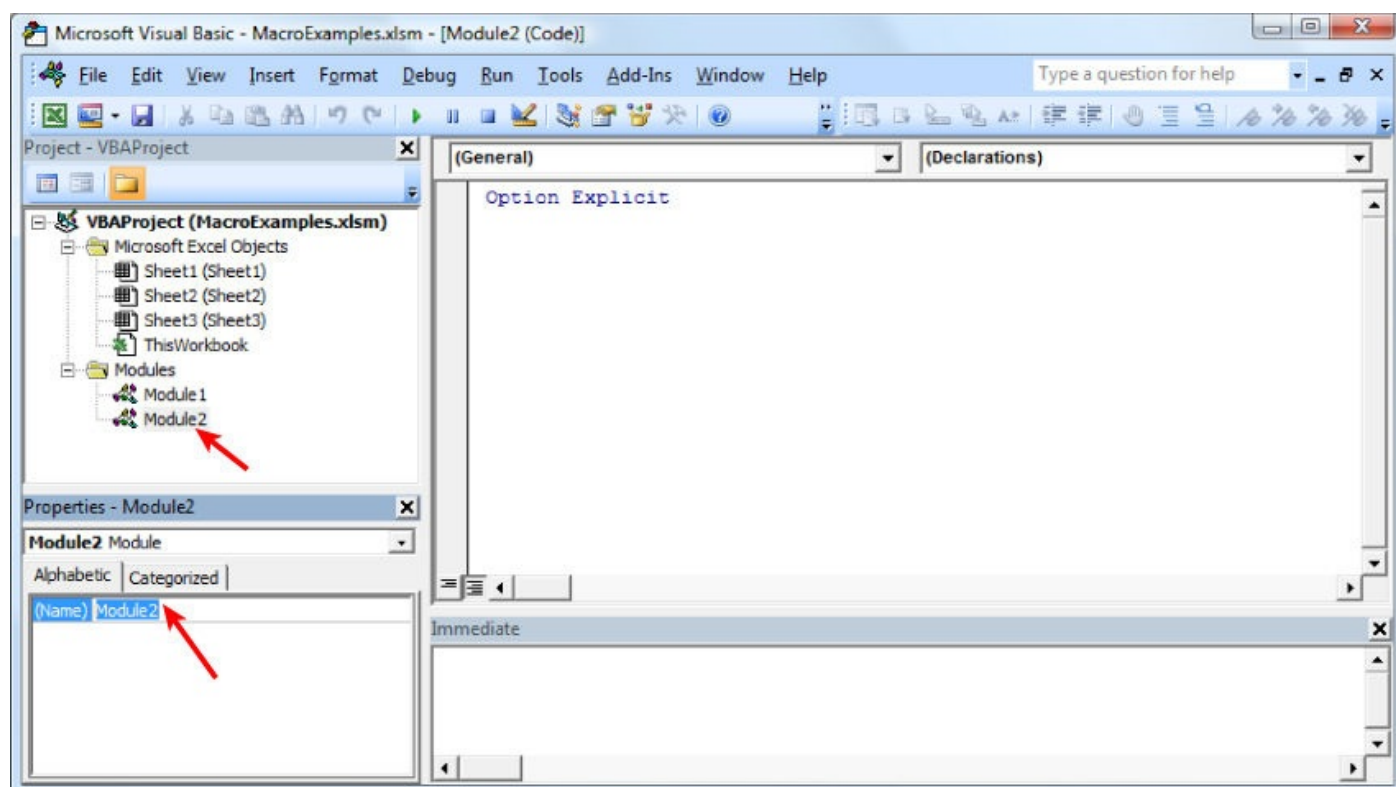 Microsoft Visual Basic - MacroExamples.xlsm - [Module2 (Code)]
File Edit View Insert Format Debug Run Tools Add-Ins Window Help Type a question for help
Project - VBAProject
(General) (Declarations)
Option Explicit
VBAProject (MacroExamples.xlsm)
Microsoft Excel Objects
Sheet1 (Sheet1)
Sheet2 (Sheet2)
Sheet3 (Sheet3)
ThisWorkbook
Modules
Module1
Module2
Properties - Module2
Module2 Module
Alphabetic Categorized
(Name) Module2
Immediate